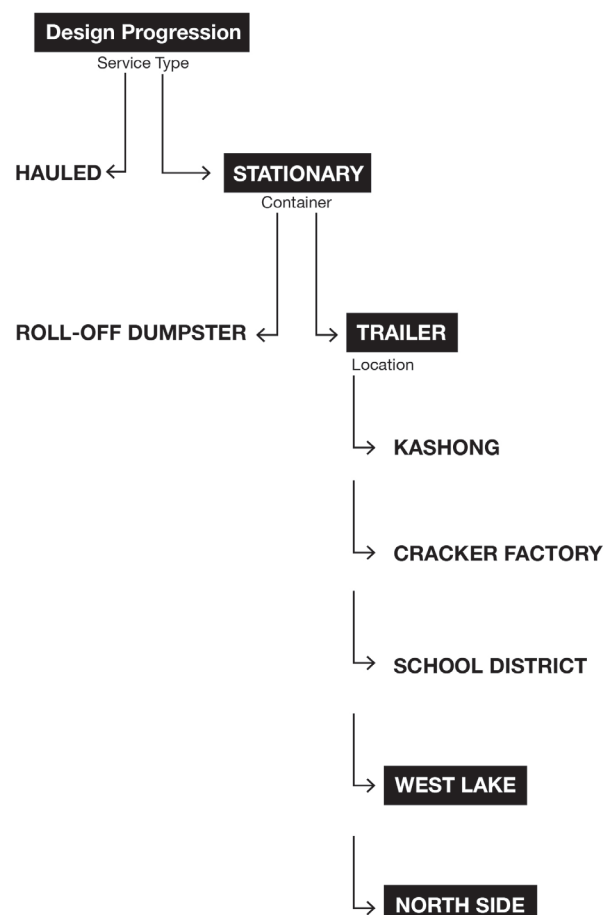 Design Progression
Service Type
HAULED
STATIONARY
Container
ROLL-OFF DUMPSTER
TRAILER
Location
KASHONG
CRACKER FACTORY
SCHOOL DISTRICT
WEST LAKE
NORTH SIDE